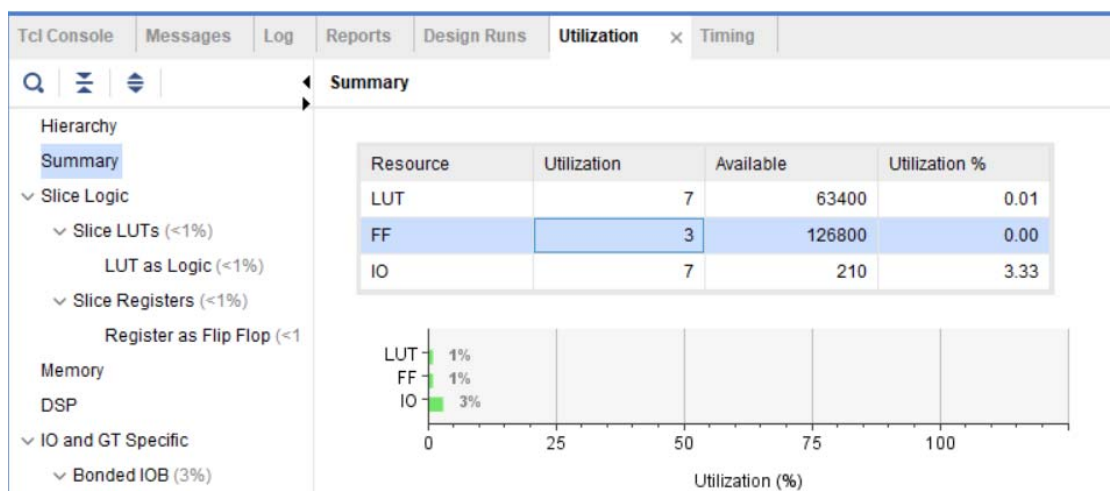 Tcl Console Messages Log Reports Design Runs Utilization × Timing
Summary
Hierarchy
Summary
Slice Logic
Slice LUTs (<1%)
LUT as Logic (<1%)
Slice Registers (<1%)
Register as Flip Flop (<1
Memory
DSP
IO and GT Specific
Bonded IOB (3%)
Resource Utilization Available Utilization %
LUT 7 63400 0.01
FF 3 126800 0.00
IO 7 210 3.33
LUT 1%
FF 1%
IO 3%
0 25 50 75 100
Utilization (%)